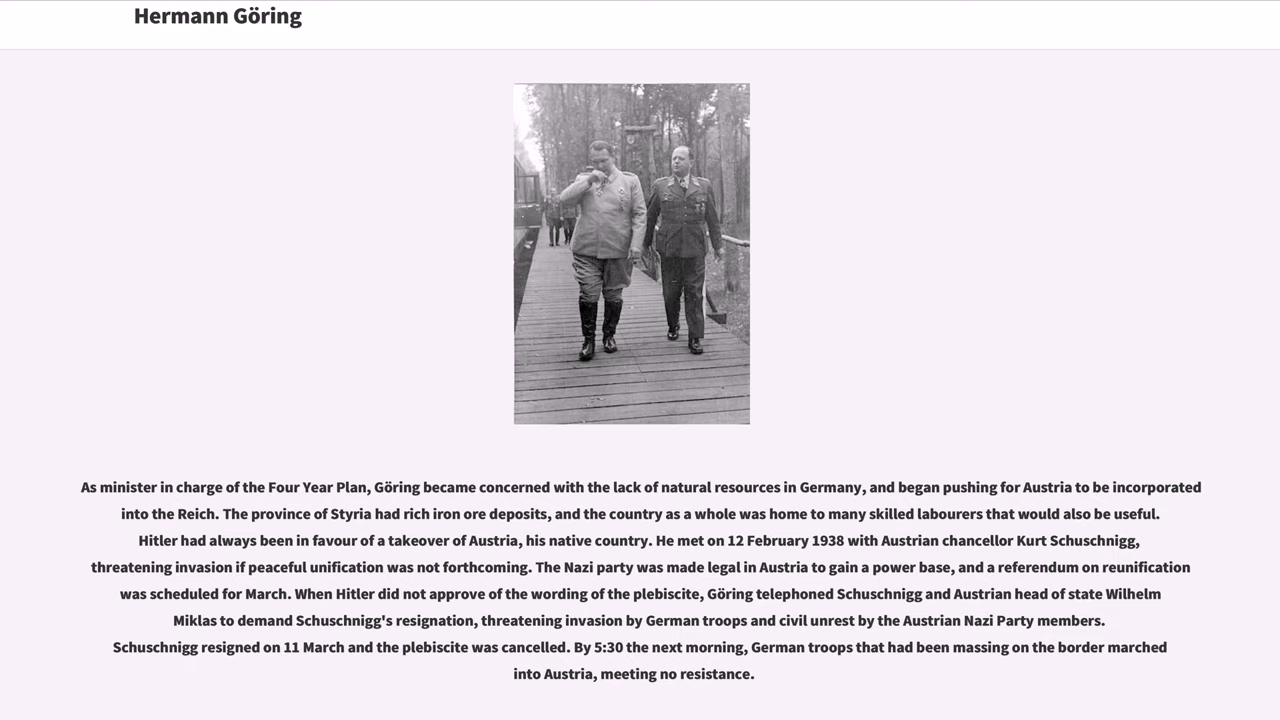 Hermann Göring
As minister in charge of the Four Year Plan, Göring became concerned with the lack of natural resources in Germany, and began pushing for Austria to be incorporated
into the Reich. The province of Styria had rich iron ore deposits, and the country as a whole was home to many skilled labourers that would also be useful.
Hitler had always been in favour of a takeover of Austria, his native country. He met on 12 February 1938 with Austrian chancellor Kurt Schuschnigg,
threatening invasion if peaceful unification was not forthcoming. The Nazi party was made legal in Austria to gain a power base, and a referendum on reunification
was scheduled for March. When Hitler did not approve of the wording of the plebiscite, Göring telephoned Schuschnigg and Austrian head of state Wilhelm
Miklas to demand Schuschnigg's resignation, threatening invasion by German troops and civil unrest by the Austrian Nazi Party members.
Schuschnigg resigned on 11 March and the plebiscite was cancelled. By 5:30 the next morning, German troops that had been massing on the border marched
into Austria, meeting no resistance.